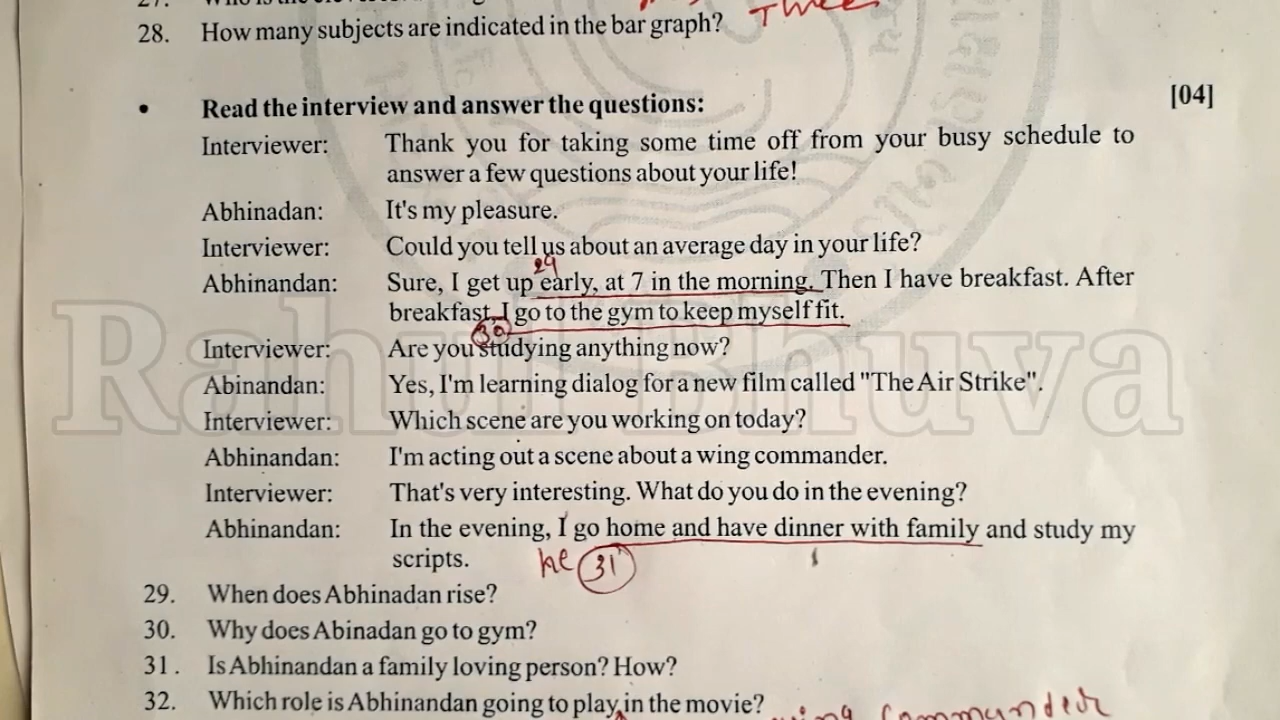 28. How many subjects are indicated in the bar graph? Three
• Read the interview and answer the questions: [04]
Interviewer: Thank you for taking some time off from your busy schedule to
answer a few questions about your life!
Abhinadan: It's my pleasure.
Interviewer: Could you tell us about an average day in your life?
29
Abhinandan: Sure, I get up early, at 7 in the morning. Then I have breakfast. After
breakfast, I go to the gym to keep myself fit.
30
Interviewer: Are you studying anything now?
Abinandan: Yes, I'm learning dialog for a new film called "The Air Strike".
Rahul Bhuva
Interviewer: Which scene are you working on today?
Abhinandan: I'm acting out a scene about a wing commander.
Interviewer: That's very interesting. What do you do in the evening?
Abhinandan: In the evening, I go home and have dinner with family and study my
scripts. he 31
29. When does Abhinadan rise?
30. Why does Abinadan go to gym?
31. Is Abhinandan a family loving person? How?
32. Which role is Abhinandan going to play in the movie? wing commander